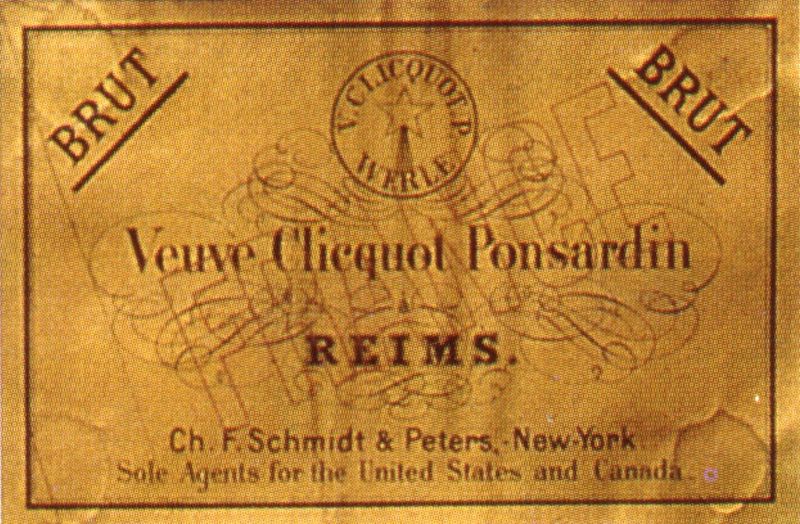 BRUT
BRUT
V. CLICQUOT. P.
WERLE
Veuve Clicquot Ponsardin
à
REIMS.
FRANCE
Ch. F. Schmidt & Peters, - New-York
Sole Agents for the United States and Canada.